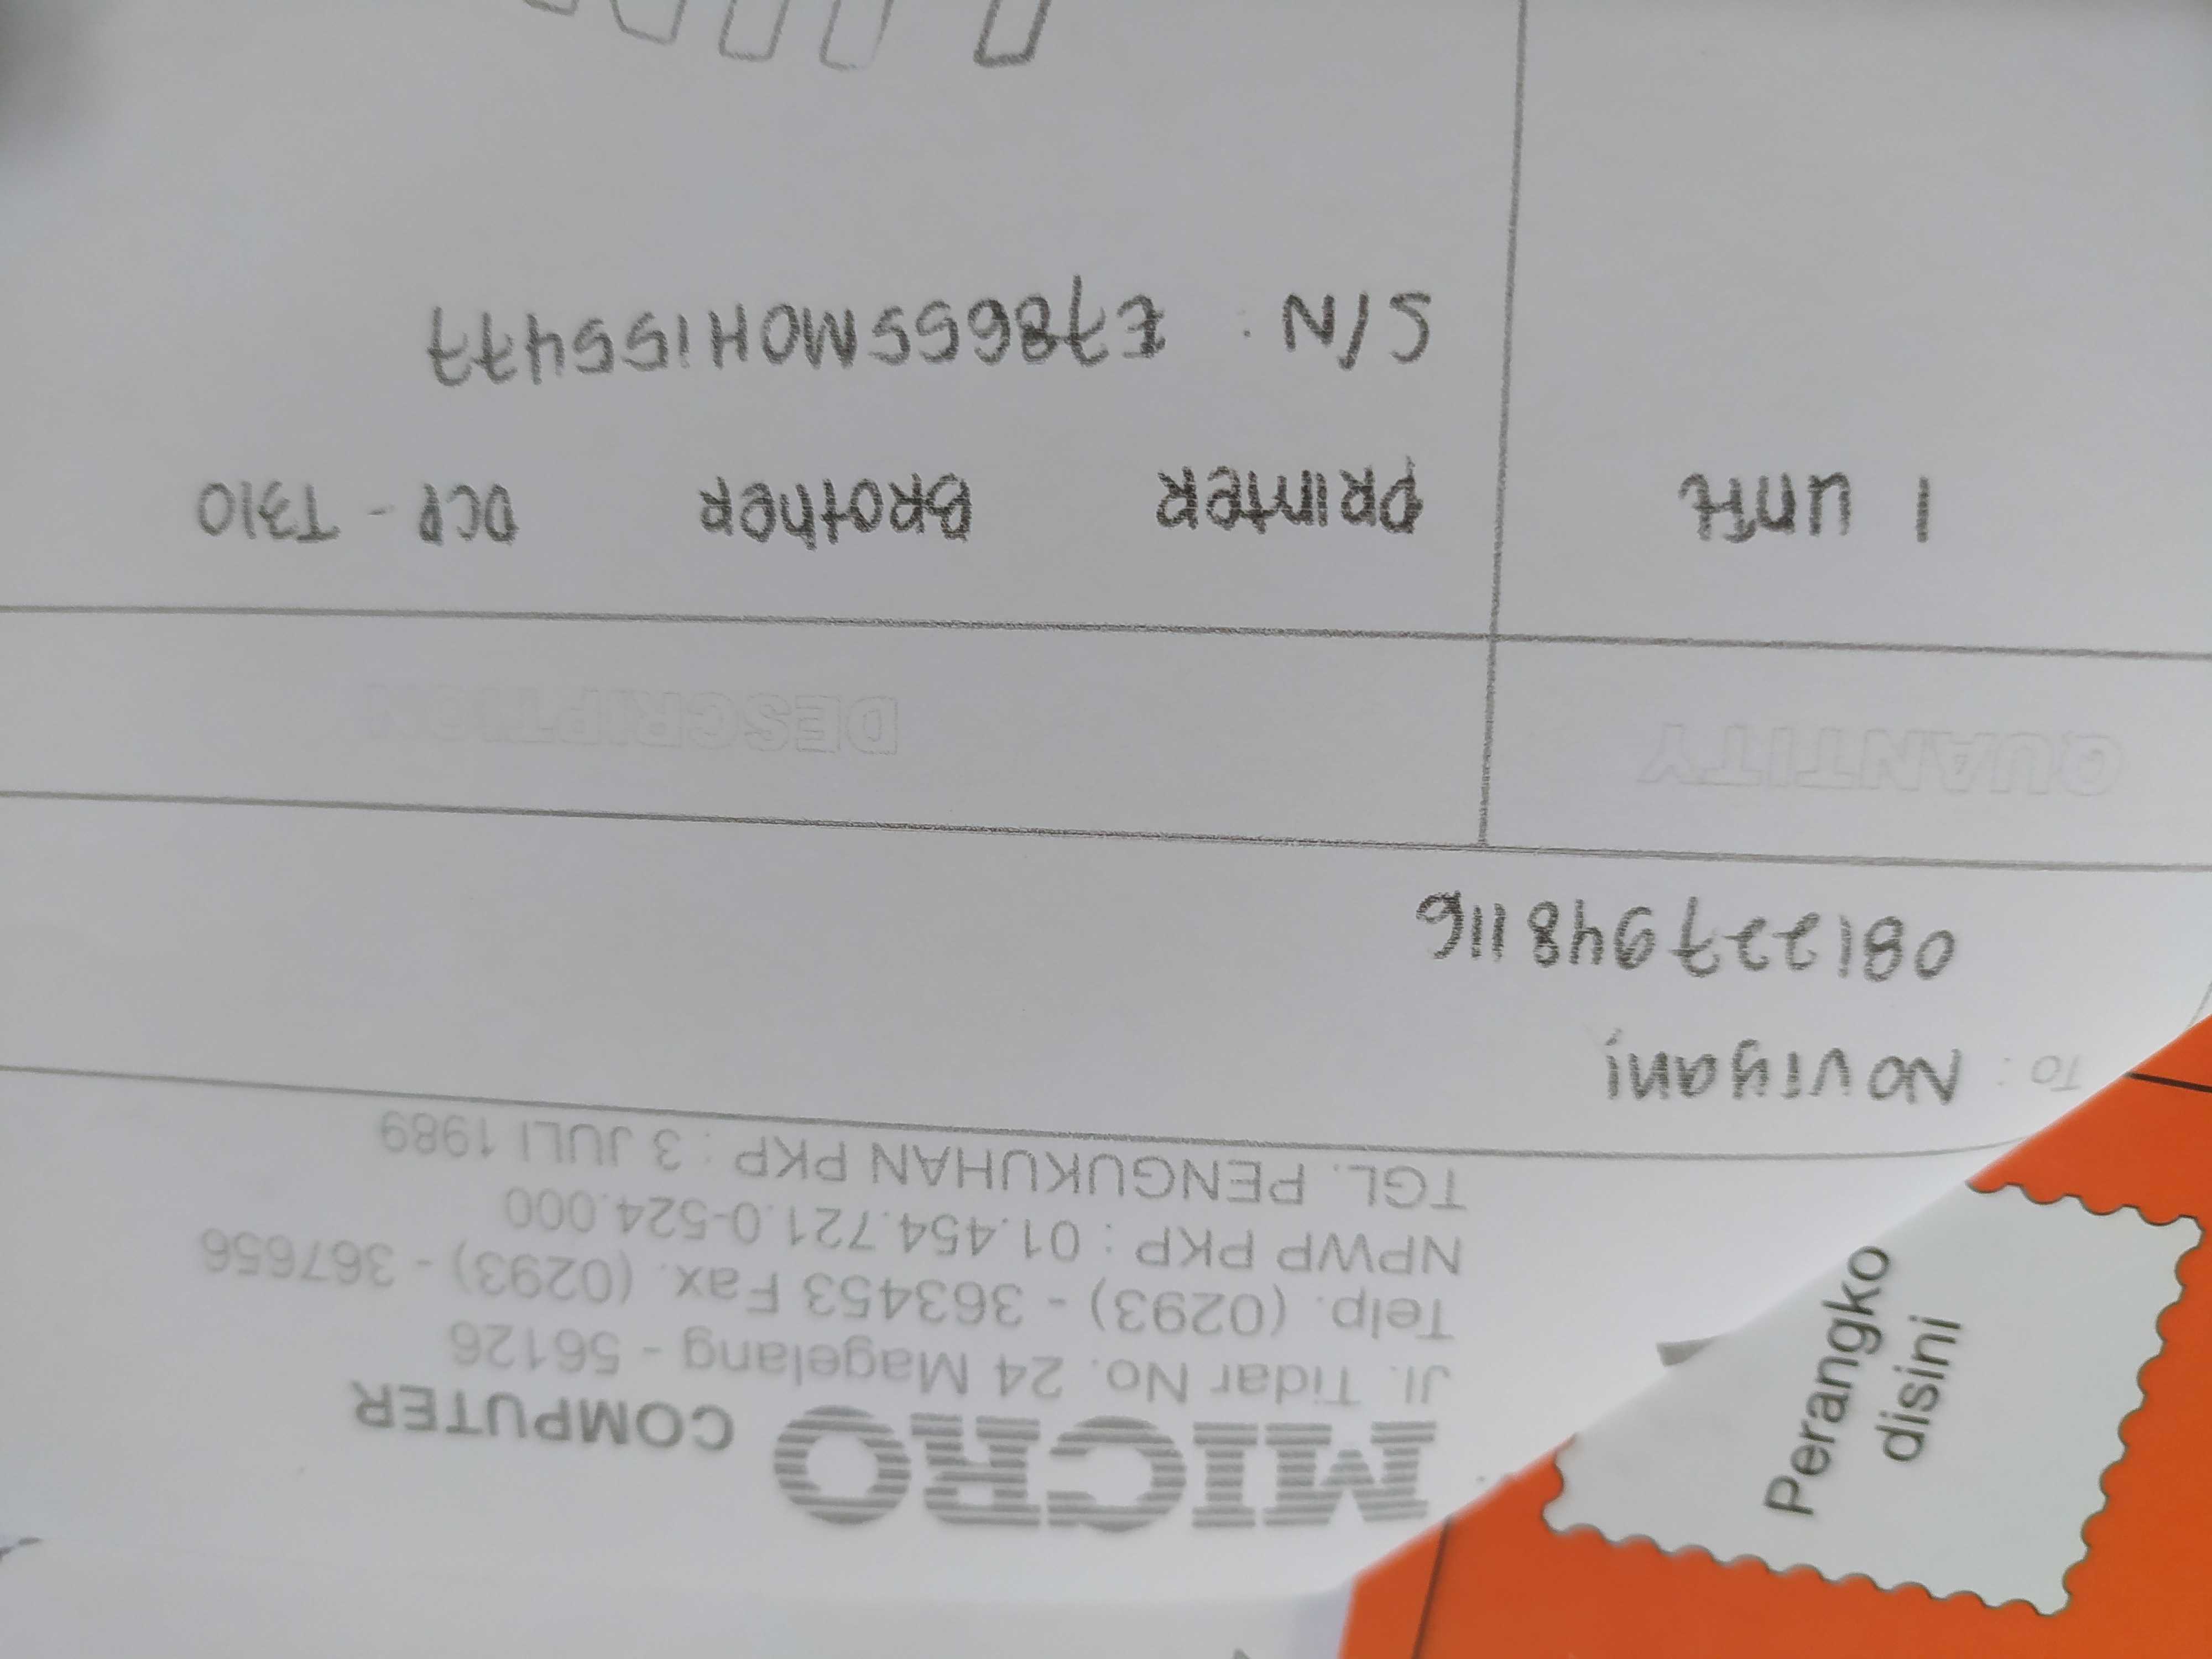 MICRO COMPUTER
Jl. Tidar No. 24 Magelang - 56126
Telp. (0293) - 363453 Fax. (0293) - 367656
NPWP PKP : 01.454.721.0-524.000
TGL. PENGUKUHAN PKP : 3 JULI 1989
To : Noviyani
081227948116
QUANTITY DESCRIPTION
1 unit PRINTER BROTHER DCP - T310
S/N : E78655M0H155477
Perangko
disini